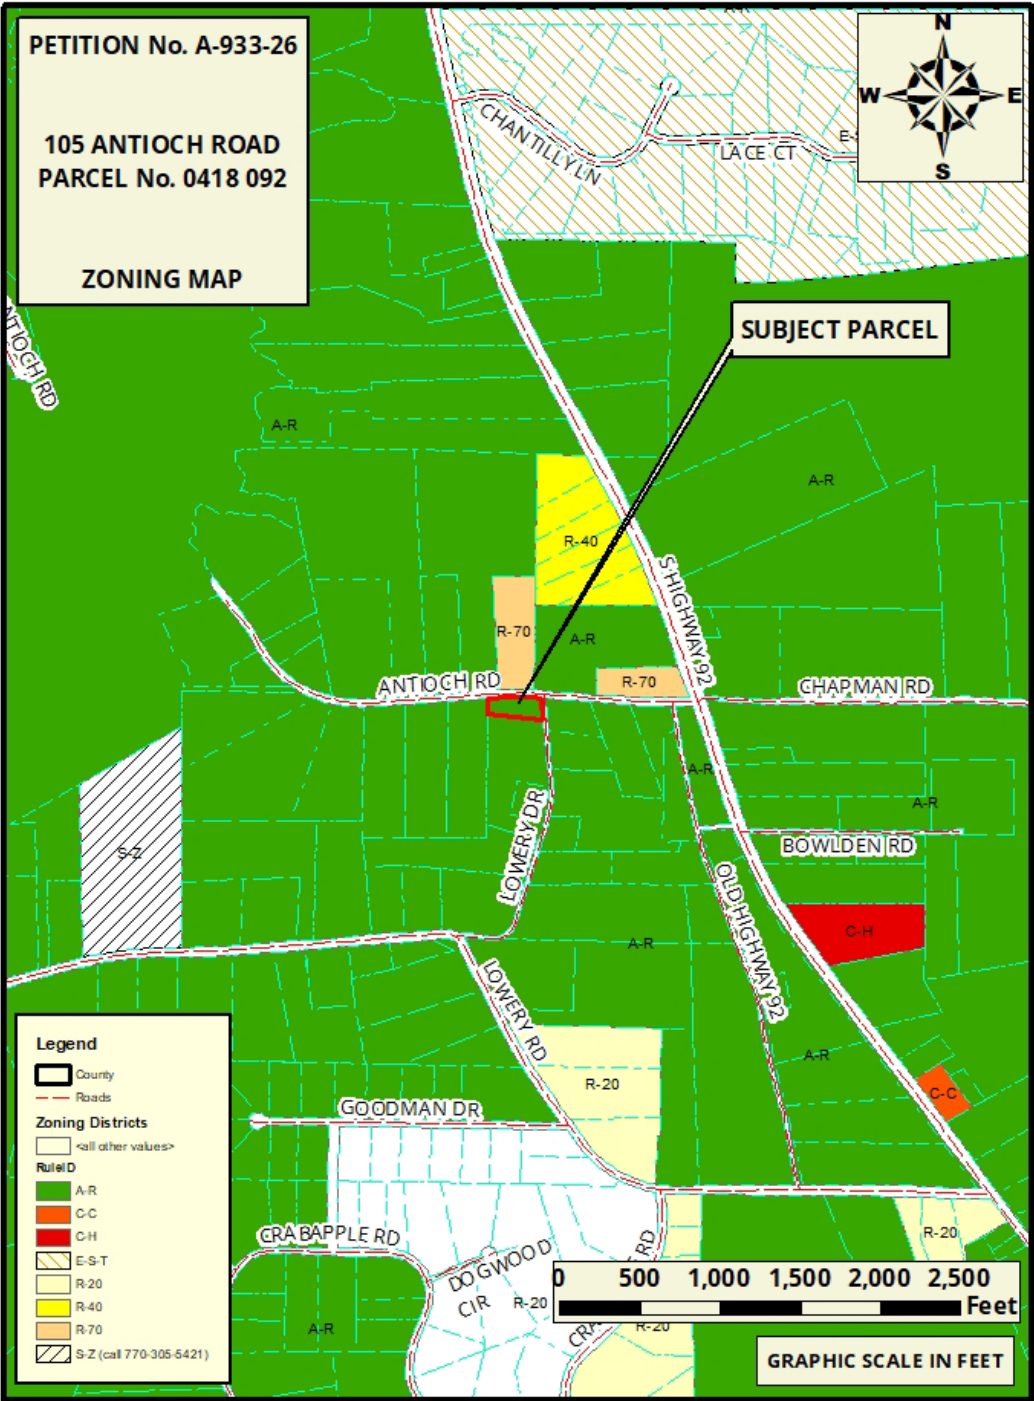 PETITION No. A-933-26
105 ANTIOCH ROAD
PARCEL No. 0418 092
ZONING MAP
N
W
E
S
CHANTILLY LN
LACE CT
SUBJECT PARCEL
A-R
A-R
R-40
S HIGHWAY 92
R-70
A-R
R-70
ANTIOCH RD
CHAPMAN RD
A-R
A-R
BOWLDEN RD
LOWERY DR
S-Z
OLD HIGHWAY 92
C-H
A-R
LOWERY RD
A-R
R-20
C-C
GOODMAN DR
CRABAPPLE RD
DOGWOOD
CIR
R-20
A-R
R-20
R-20
Legend
County
Roads
Zoning Districts
<all other values>
RuleID
A-R
C-C
C-H
E-S-T
R-20
R-40
R-70
S-Z (call 770-305-5421)
0 500 1,000 1,500 2,000 2,500
Feet
GRAPHIC SCALE IN FEET